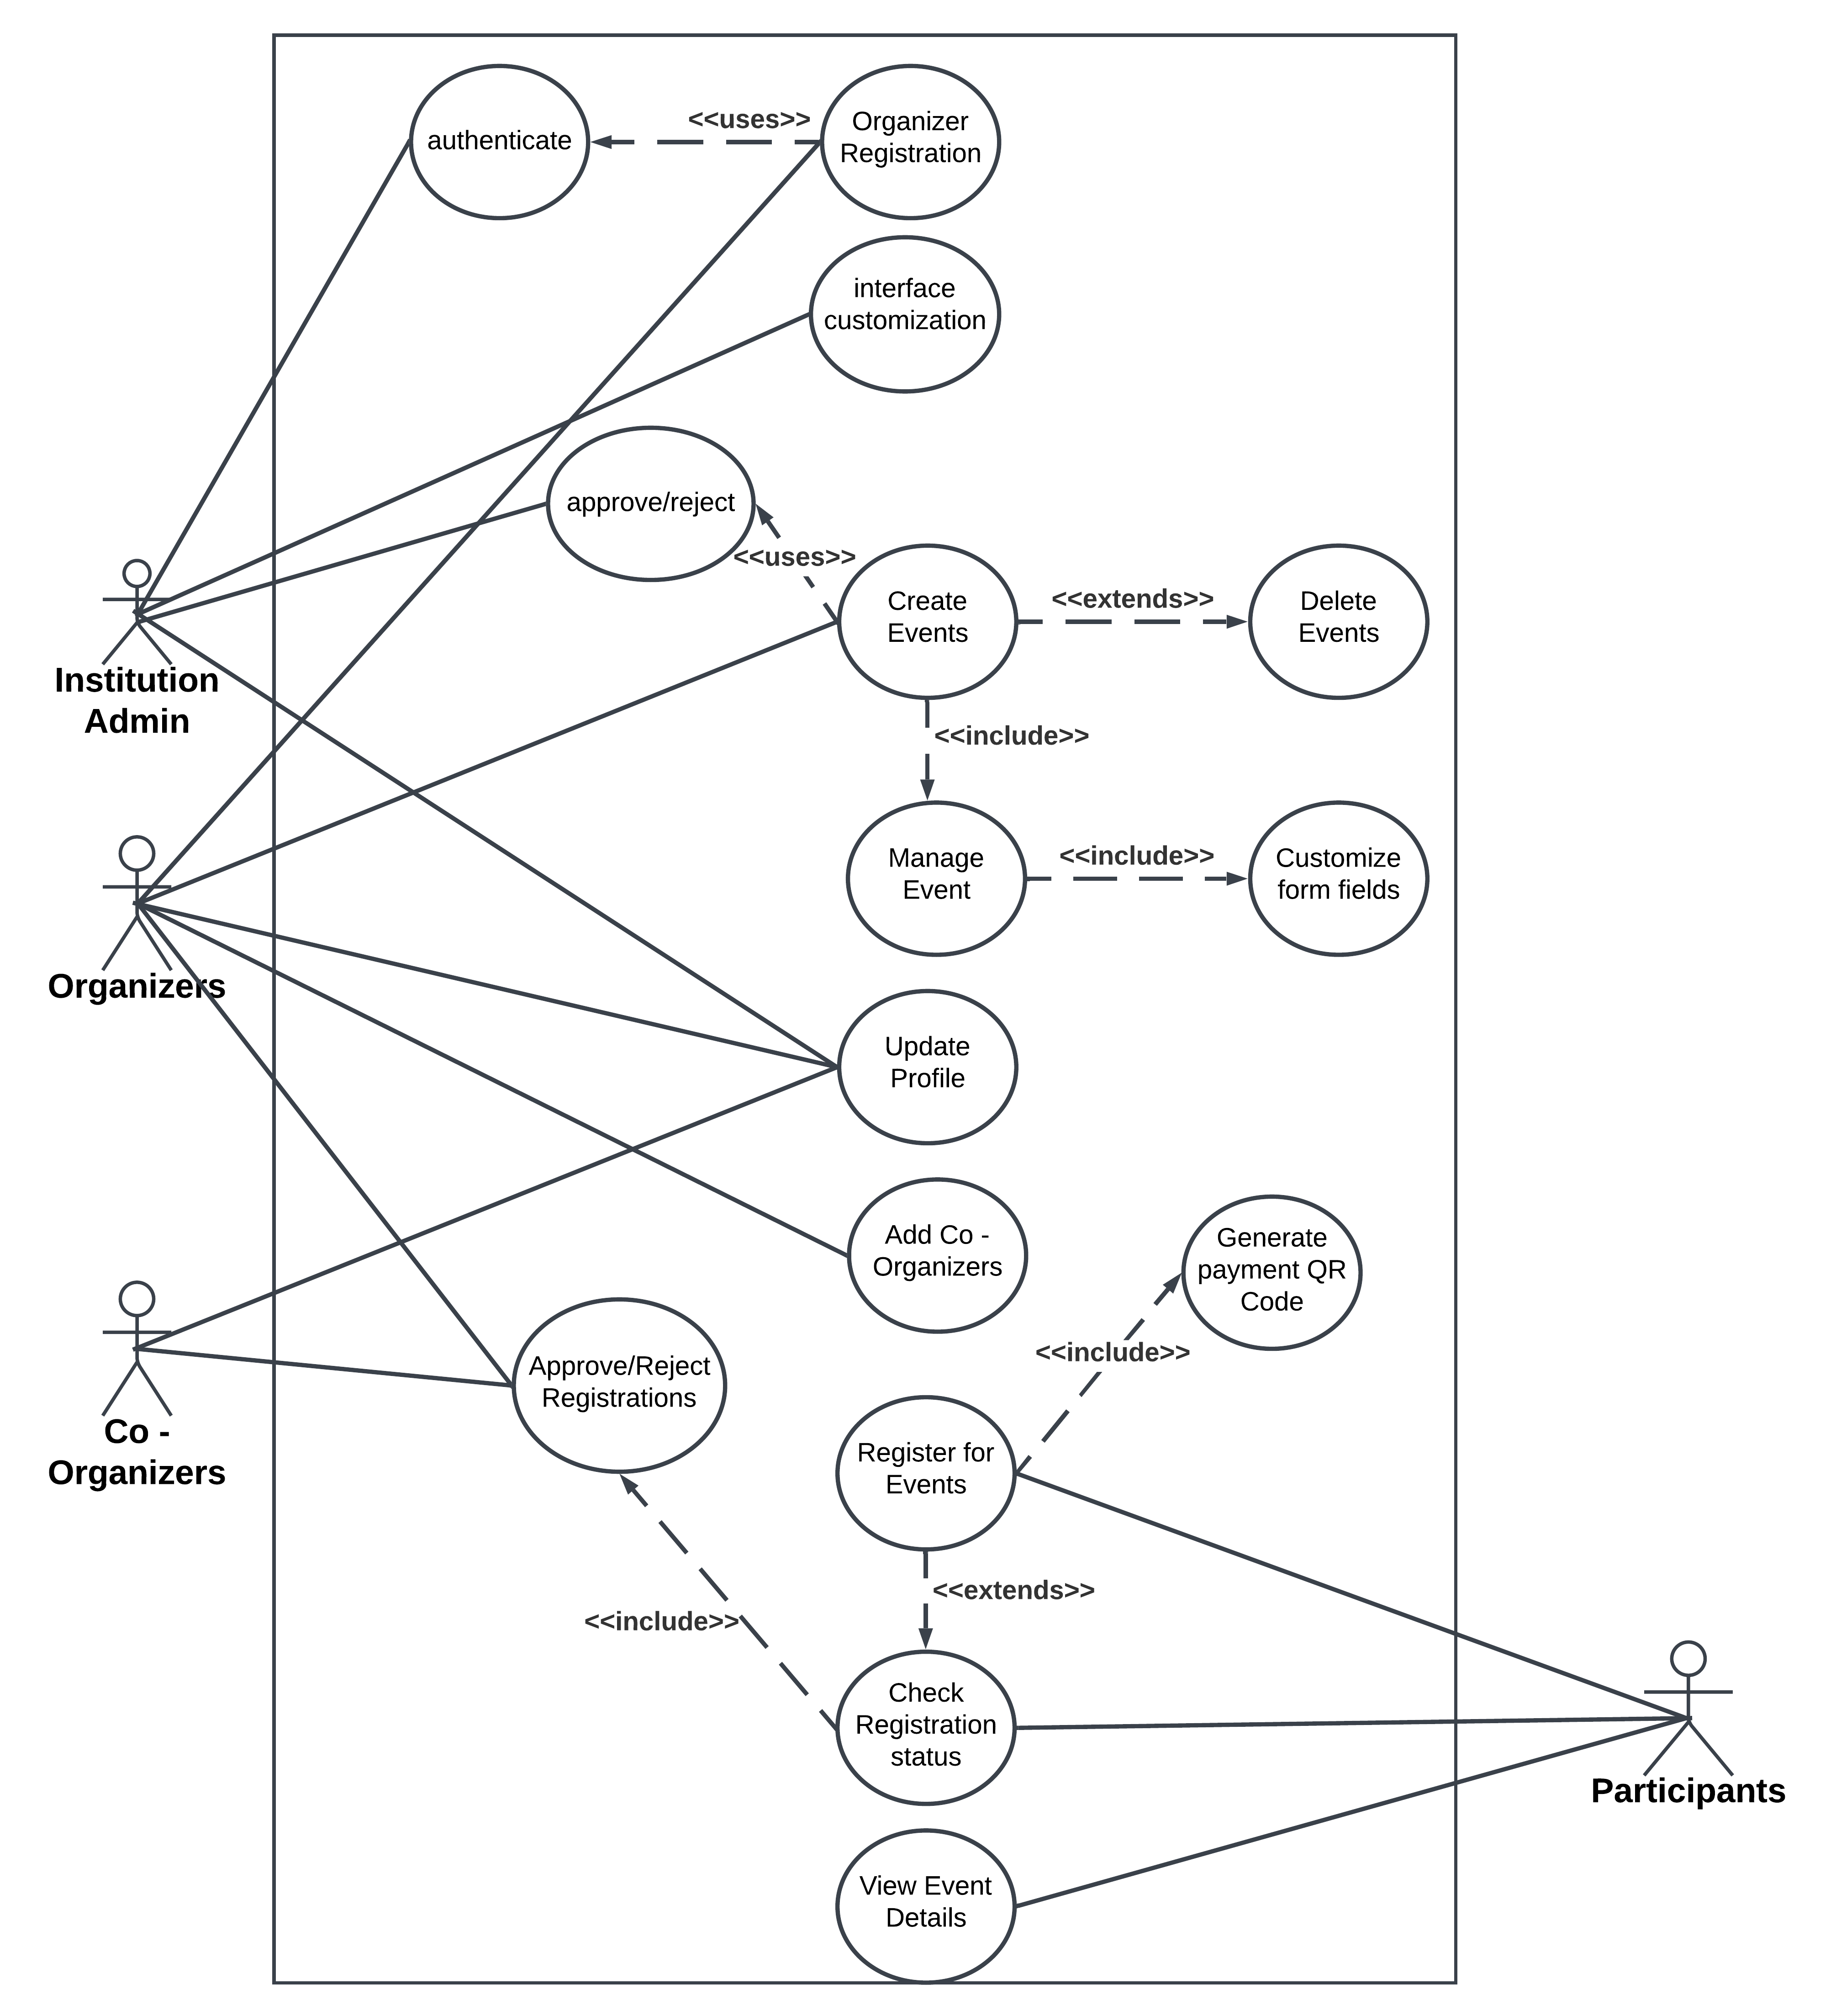 authenticate
<<uses>>
Organizer
Registration
interface
customization
approve/reject
<<uses>>
Create
Events
<<extends>>
Delete
Events
Institution
Admin
<<include>>
Manage
Event
<<include>>
Customize
form fields
Organizers
Update
Profile
Add Co -
Organizers
Generate
payment QR
Code
<<include>>
Approve/Reject
Registrations
Co -
Organizers
Register for
Events
<<extends>>
<<include>>
Check
Registration
status
Participants
View Event
Details